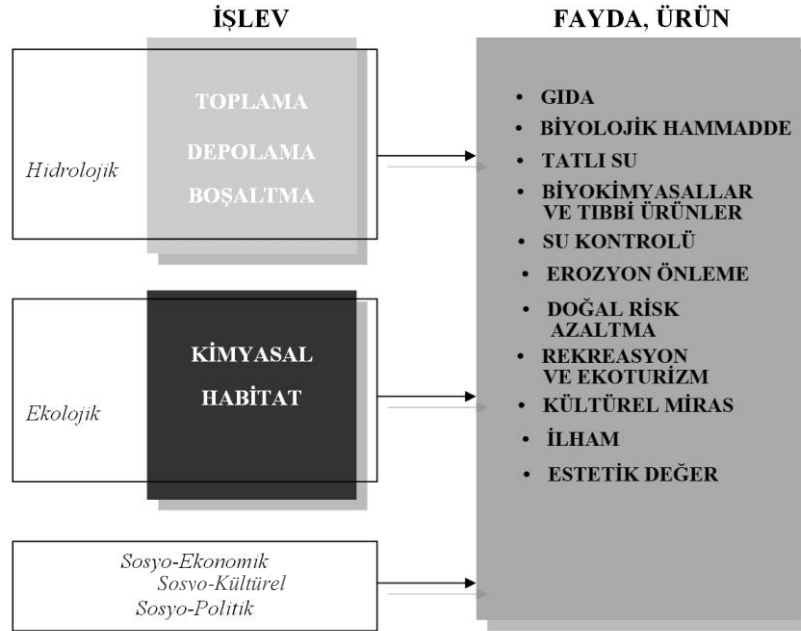 İŞLEV
FAYDA, ÜRÜN
Hidrolojik
TOPLAMA
DEPOLAMA
BOŞALTMA
Ekolojik
KİMYASAL
HABİTAT
Sosyo-Ekonomik
Sosvo-Kültürel
Sosyo-Politik
• GIDA
• BİYOLOJİK HAMMADDE
• TATLI SU
• BİYOKİMYASALLAR
VE TIBBİ ÜRÜNLER
• SU KONTROLÜ
• EROZYON ÖNLEME
• DOĞAL RİSK
AZALTMA
• REKREASYON
VE EKOTURİZM
• KÜLTÜREL MİRAS
• İLHAM
• ESTETİK DEĞER